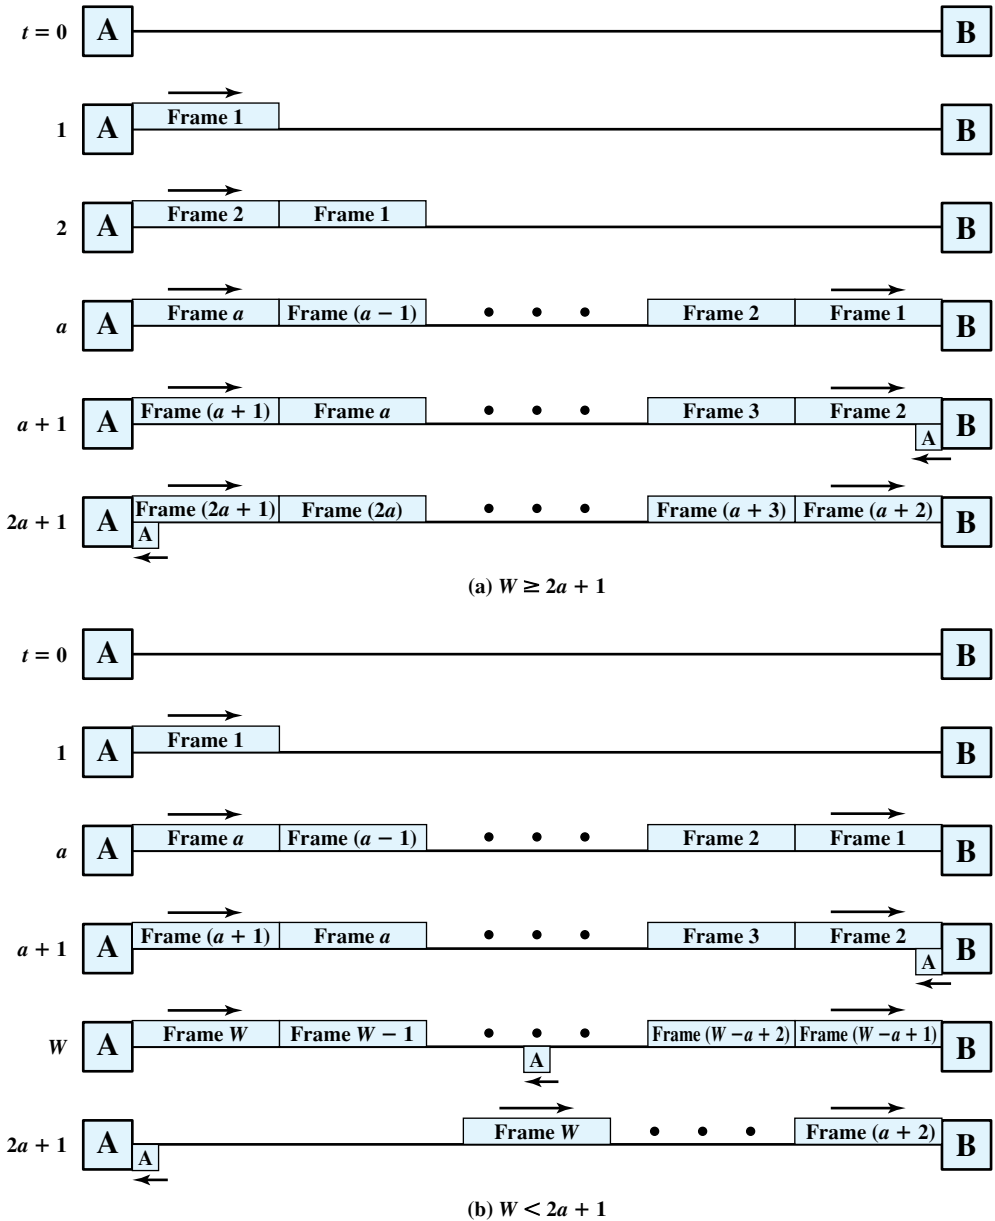 t = 0 A B
1 A Frame 1 B
2 A Frame 2 Frame 1 B
a A Frame a Frame (a − 1) • • • Frame 2 Frame 1 B
a + 1 A Frame (a + 1) Frame a • • • Frame 3 Frame 2 B
A
2a + 1 A Frame (2a + 1) Frame (2a) • • • Frame (a + 3) Frame (a + 2) B
A
(a) W ≥ 2a + 1
t = 0 A B
1 A Frame 1 B
a A Frame a Frame (a − 1) • • • Frame 2 Frame 1 B
a + 1 A Frame (a + 1) Frame a • • • Frame 3 Frame 2 B
A
W A Frame W Frame W − 1 • • • Frame (W − a + 2) Frame (W − a + 1) B
A
2a + 1 A Frame W • • • Frame (a + 2) B
A
(b) W < 2a + 1